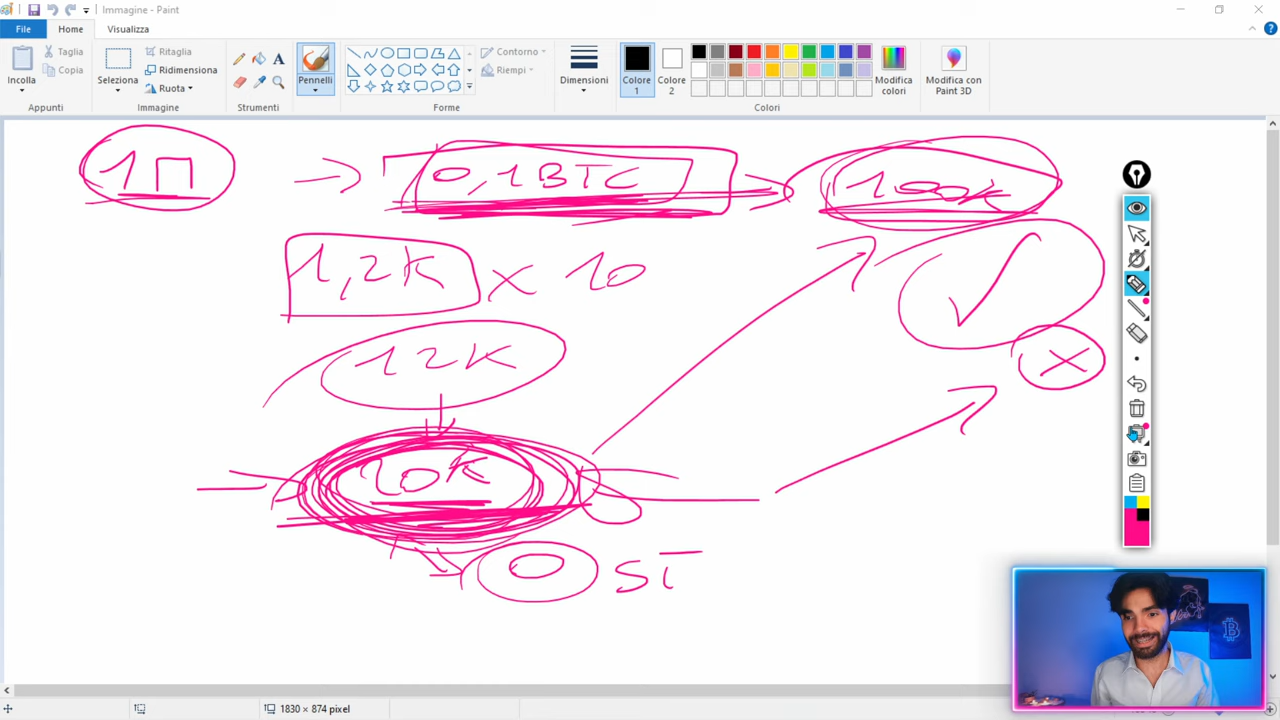 Immagine - Paint
File Home Visualizza
Incolla
Taglia
Copia
Appunti
Seleziona
Ritaglia
Ridimensiona
Ruota
Immagine
A
Strumenti
Pennelli
Forme
Contorno
Riempi
Dimensioni
Colore 1
Colore 2
Colori
Modifica colori
Modifica con Paint 3D
1M → 0,1BTC → 100K
1,2K x 10
12K
10K
0 SI
1830 × 874 pixel